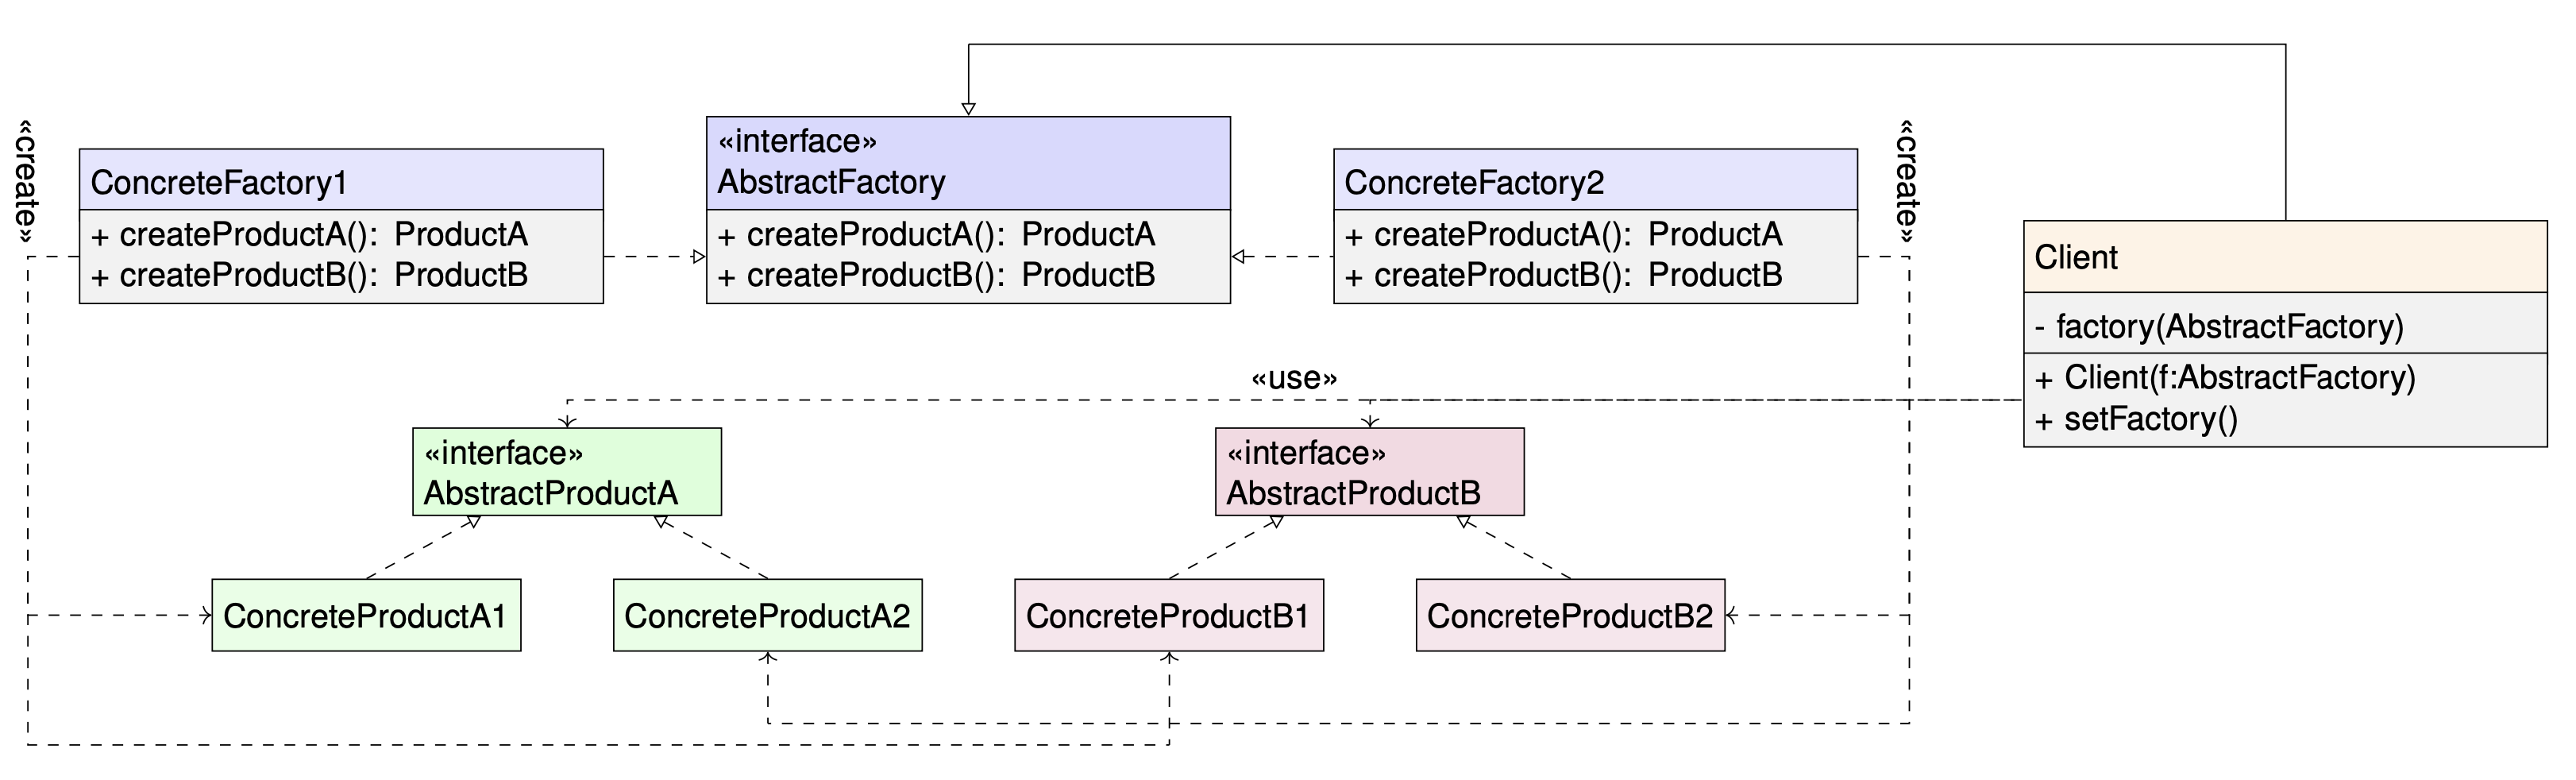 «create»
ConcreteFactory1
+ createProductA(): ProductA
+ createProductB(): ProductB
«interface»
AbstractFactory
+ createProductA(): ProductA
+ createProductB(): ProductB
ConcreteFactory2
+ createProductA(): ProductA
+ createProductB(): ProductB
«create»
Client
- factory(AbstractFactory)
+ Client(f:AbstractFactory)
+ setFactory()
«use»
«interface»
AbstractProductA
«interface»
AbstractProductB
ConcreteProductA1
ConcreteProductA2
ConcreteProductB1
ConcreteProductB2